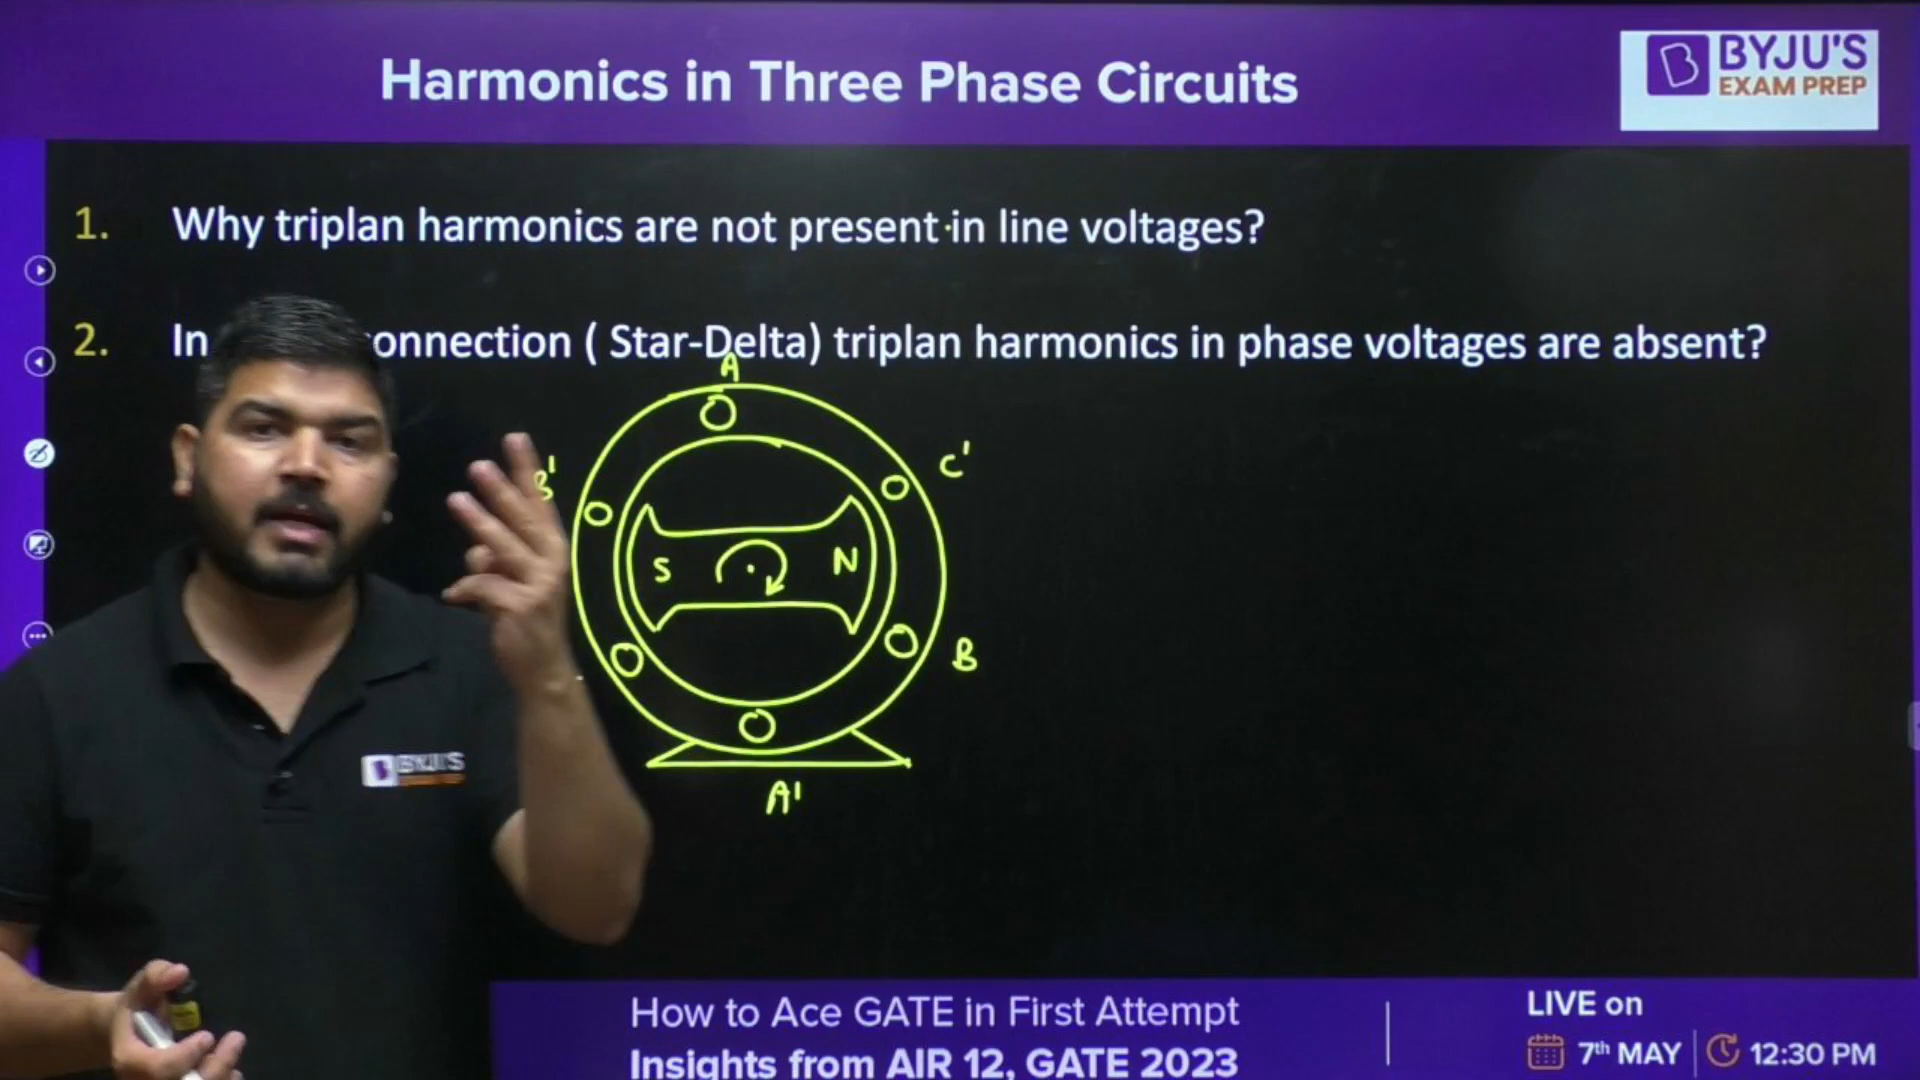 Harmonics in Three Phase Circuits
BYJU'S
EXAM PREP
1. Why triplan harmonics are not present in line voltages?
2. In onnection ( Star-Delta) triplan harmonics in phase voltages are absent?
A
B'
C'
S N
B
A'
BYJU'S
How to Ace GATE in First Attempt
Insights from AIR 12, GATE 2023
LIVE on
7th MAY 12:30 PM